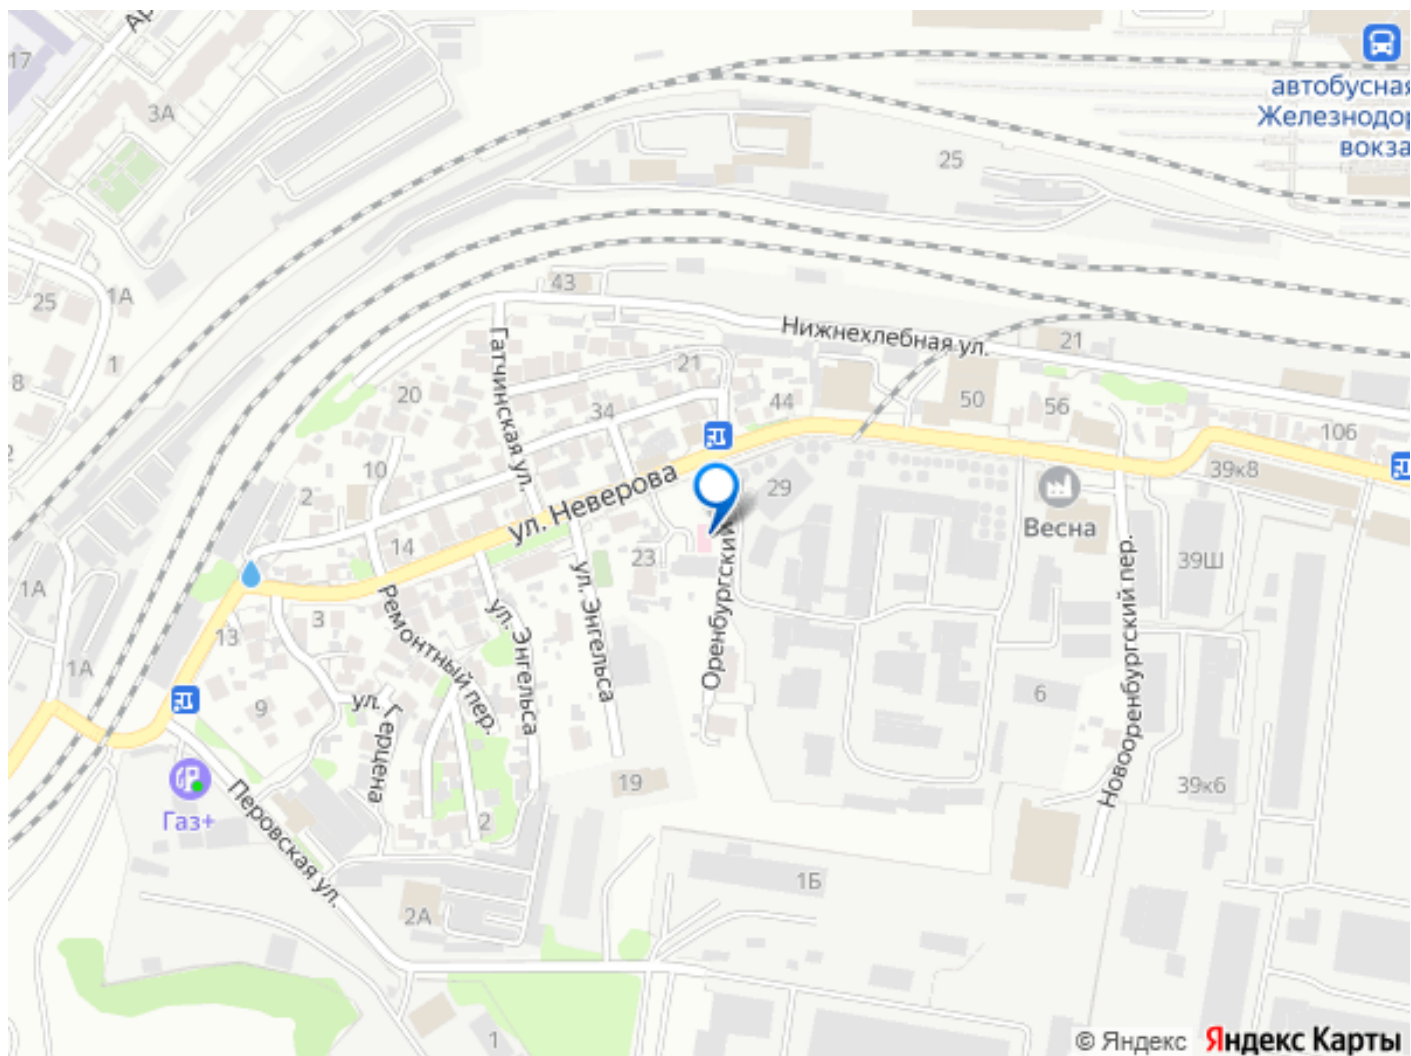 17
3А
автобусная
Железнодор
вокза
25
1А
25
1
8
43
Нижнехлебная ул.
21
Гатчинская ул.
21
20
34
44
50
56
106
10
2
ул. Неверова
29
39к8
Весна
14
23
Оренбургский
39Ш
1А
3
13
Ремонтный пер.
ул. Энгельса
ул. Энгельса
Новооренбургский пер.
1А
9
ул. Герцена
6
19
39к6
Газ+
Перовская ул.
2
1Б
2А
1
© Яндекс Яндекс Карты